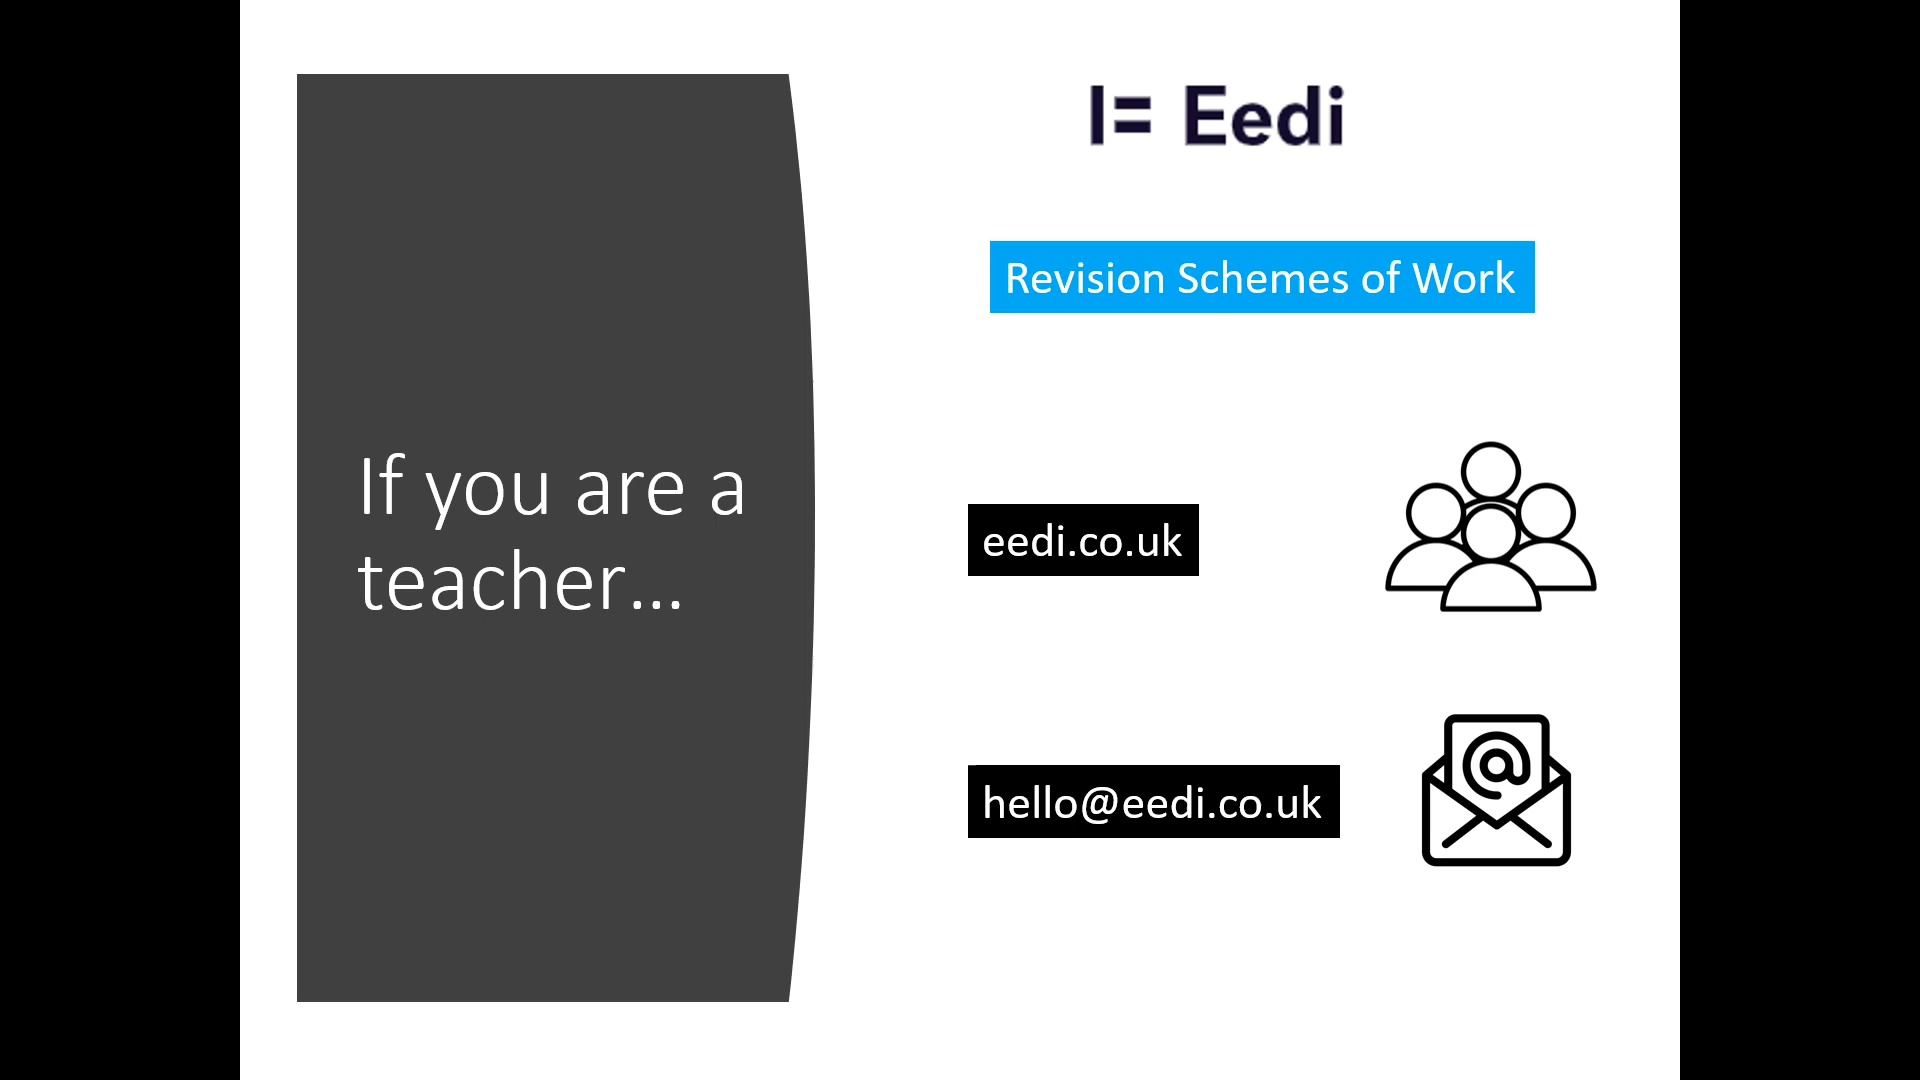 If you are a
teacher...
I= Eedi
Revision Schemes of Work
eedi.co.uk
hello@eedi.co.uk